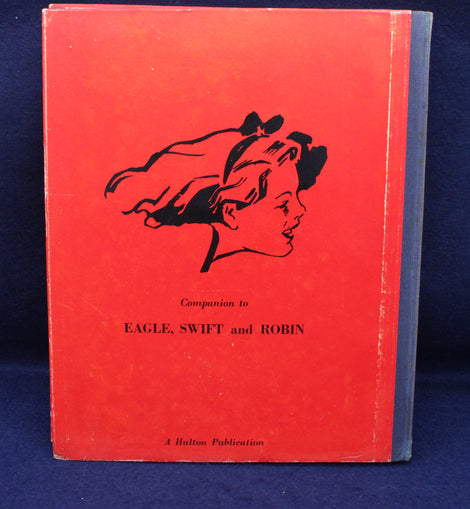 Companion to
EAGLE, SWIFT and ROBIN
A Hulton Publication